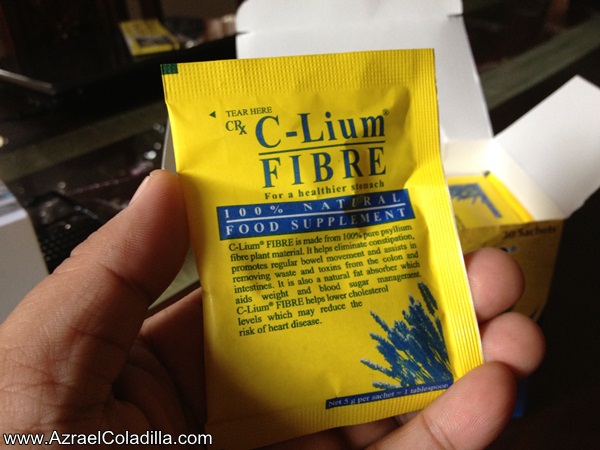 TEAR HERE
CRx C-Lium®
FIBRE
For a healthier stomach
100% NATURAL
FOOD SUPPLEMENT
C-Lium® FIBRE is made from 100% pure psyllium
fibre plant material. It helps eliminate constipation,
promotes regular bowel movement and assists in
removing waste and toxins from the colon and
intestines. It is also a natural fat absorber which
aids weight and blood sugar management
C-Lium® FIBRE helps lower cholesterol
levels which may reduce the
risk of heart disease.
Net 5 g per sachet = 1 tablespoon
30 Sachets
www.AzraelColadilla.com